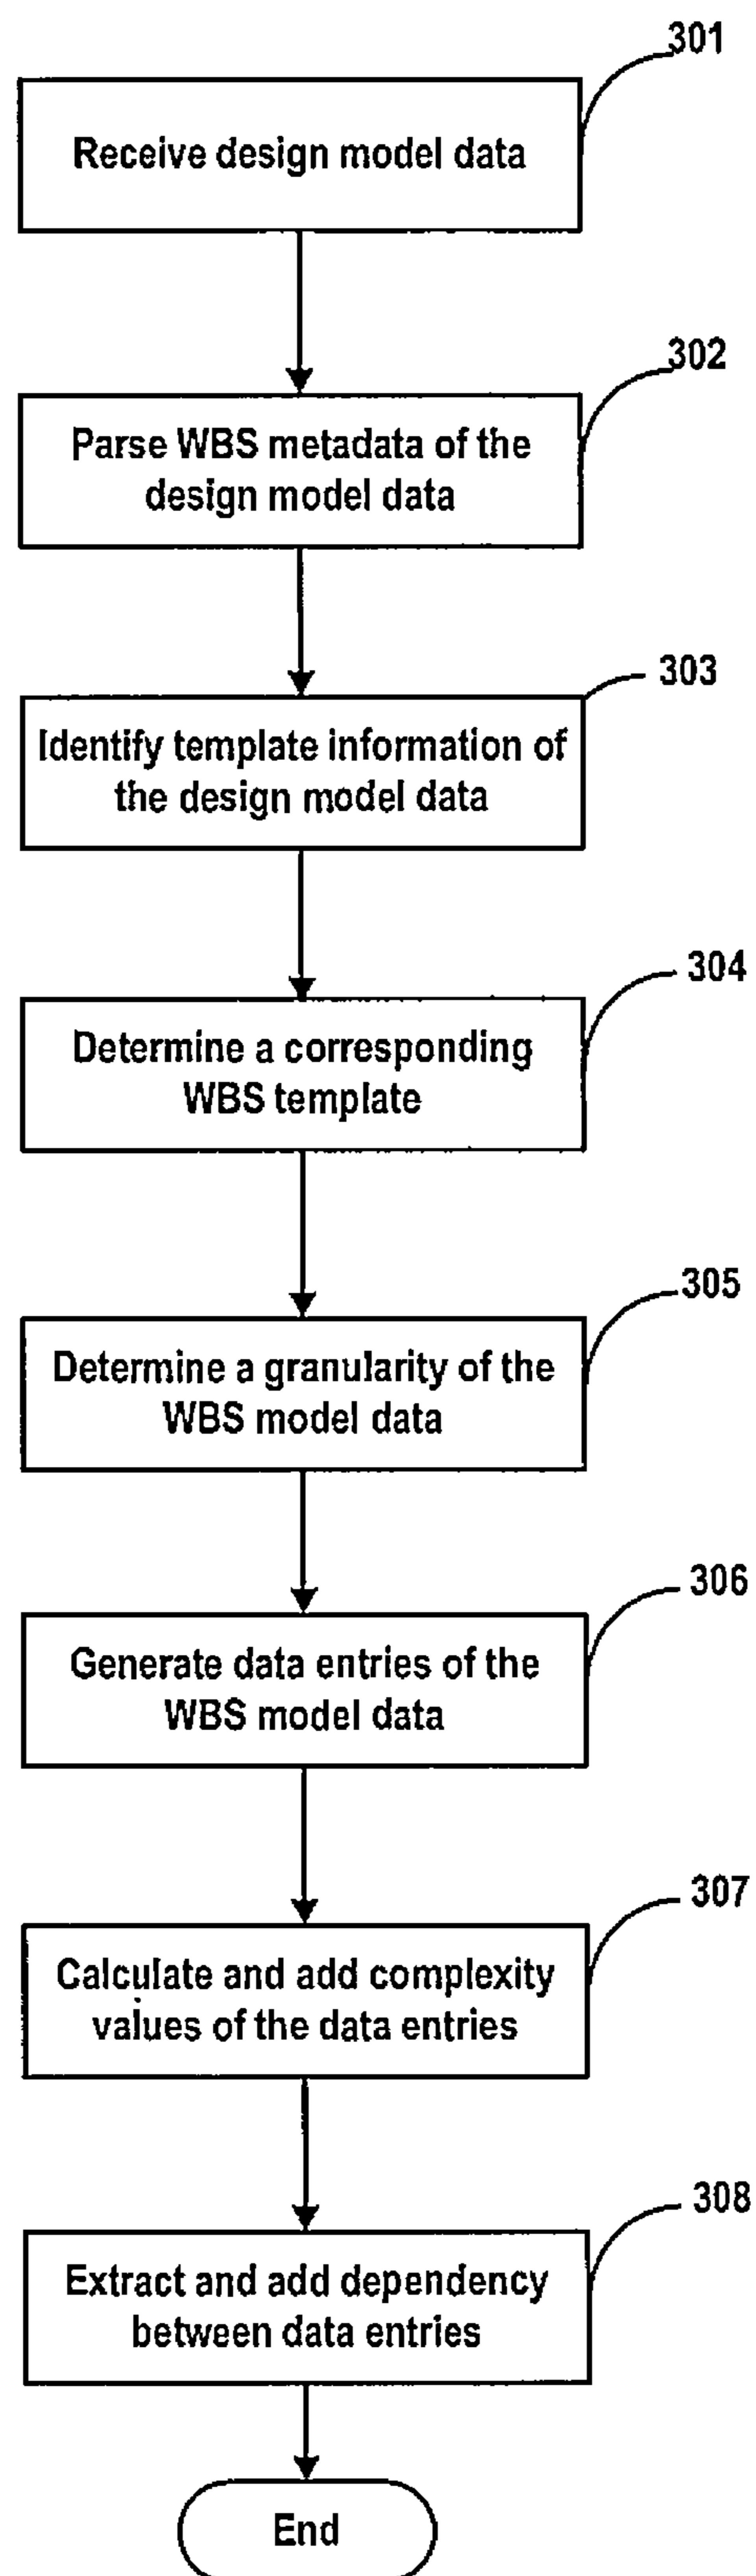 301
Receive design model data
302
Parse WBS metadata of the
design model data
303
Identify template information of
the design model data
304
Determine a corresponding
WBS template
305
Determine a granularity of the
WBS model data
306
Generate data entries of the
WBS model data
307
Calculate and add complexity
values of the data entries
308
Extract and add dependency
between data entries
End